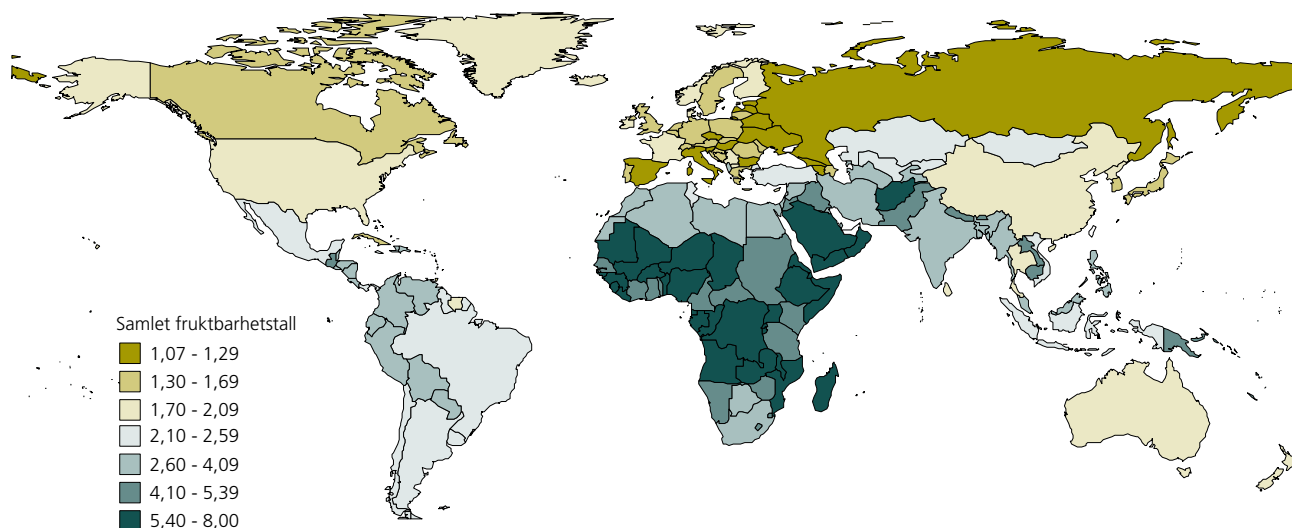 Samlet fruktbarhetstall
1,07 - 1,29
1,30 - 1,69
1,70 - 2,09
2,10 - 2,59
2,60 - 4,09
4,10 - 5,39
5,40 - 8,00